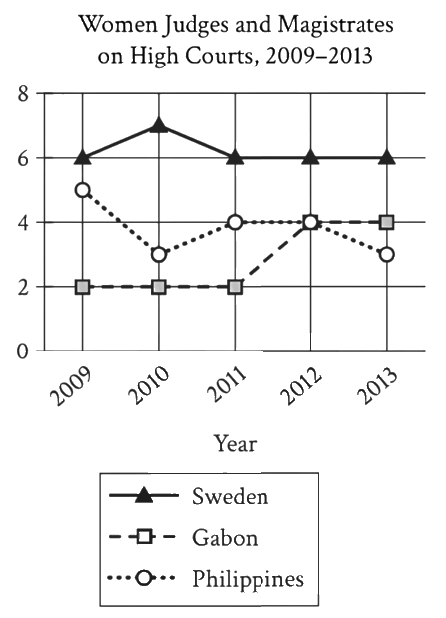 Women Judges and Magistrates
on High Courts, 2009–2013
8
6
4
2
0
2009 2010 2011 2012 2013
Year
Sweden
Gabon
Philippines